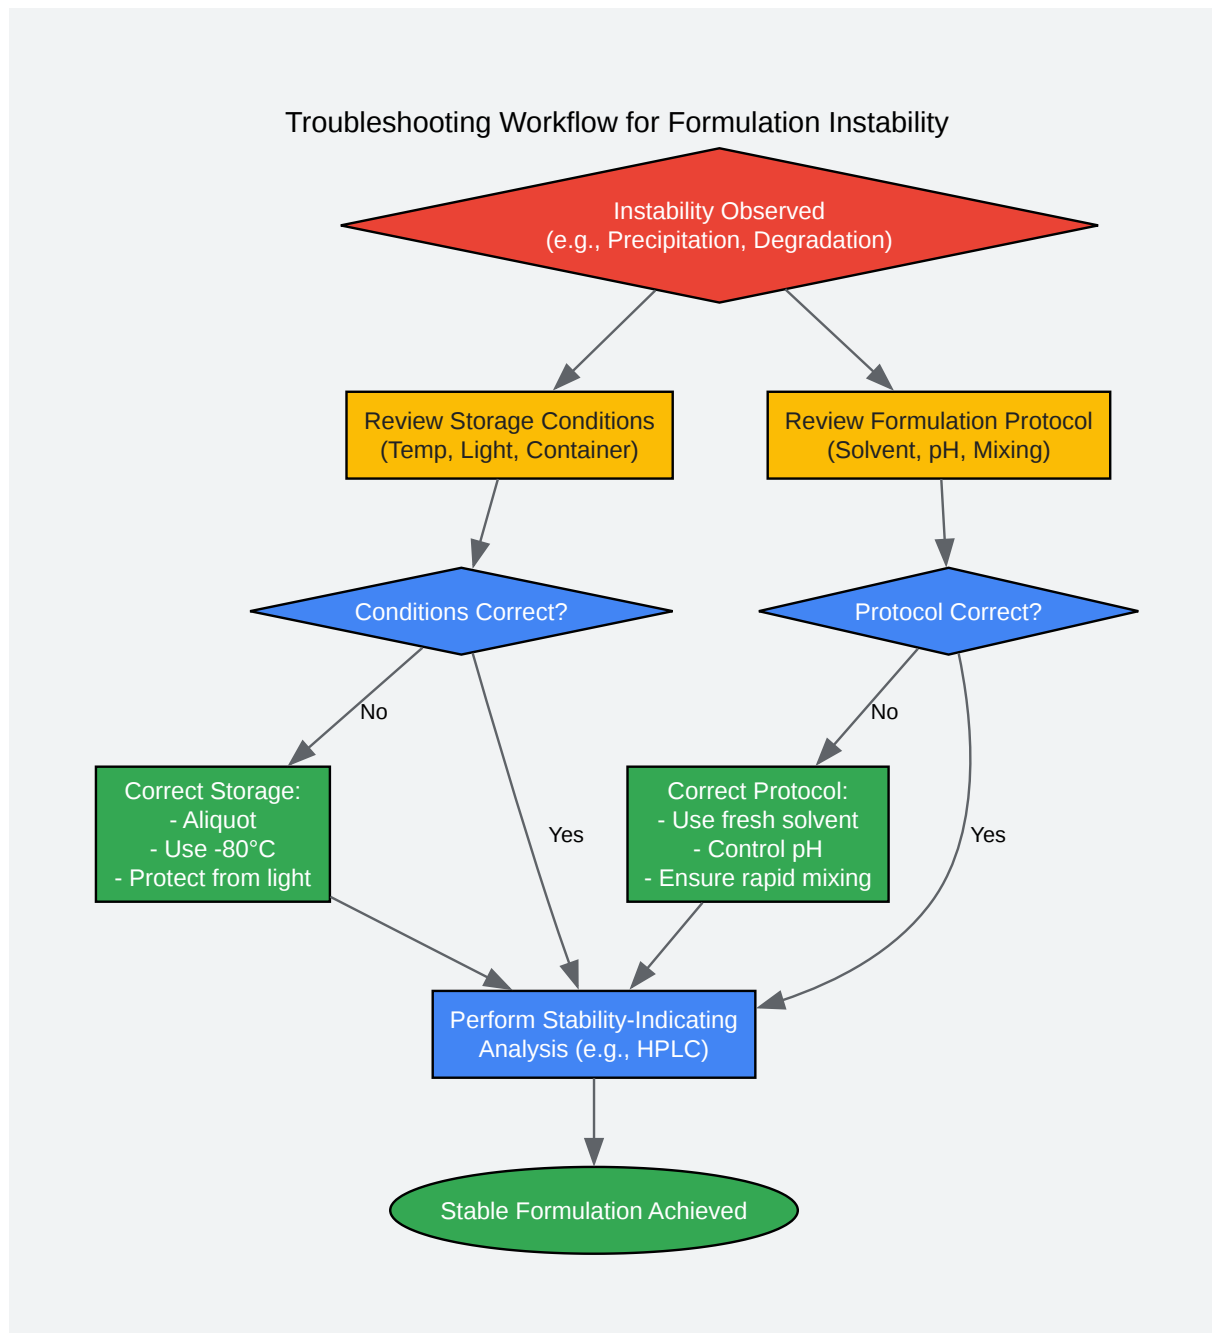 Troubleshooting Workflow for Formulation Instability
Instability Observed
(e.g., Precipitation, Degradation)
Review Storage Conditions
(Temp, Light, Container)
Review Formulation Protocol
(Solvent, pH, Mixing)
Conditions Correct?
Protocol Correct?
No
No
Correct Storage:
- Aliquot
- Use -80°C
- Protect from light
Yes
Correct Protocol:
- Use fresh solvent
- Control pH
- Ensure rapid mixing
Yes
Perform Stability-Indicating
Analysis (e.g., HPLC)
Stable Formulation Achieved